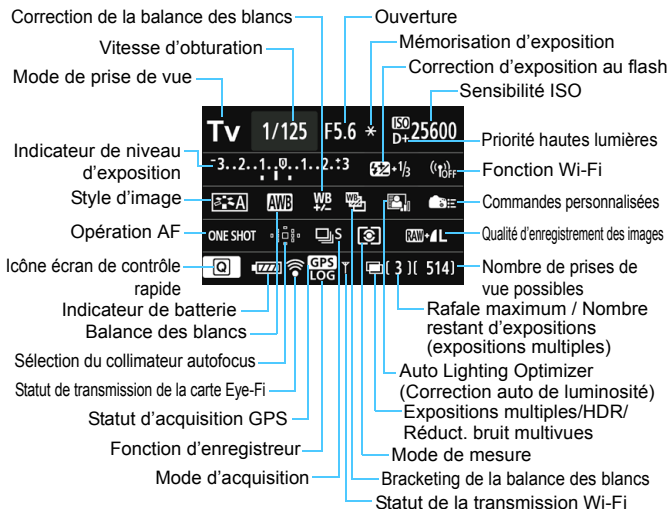 Correction de la balance des blancs
Ouverture
Vitesse d'obturation
Mémorisation d'exposition
Mode de prise de vue
Correction d'exposition au flash
Sensibilité ISO
Tv 1/125 F5.6 * ISO D+ 25600
Priorité hautes lumières
Indicateur de niveau
d'exposition
-3..2..1..0..1..2..+3 +1/3 OFF
Fonction Wi-Fi
Style d'image
A AWB WB +/- WB
Commandes personnalisées
Opération AF
ONE SHOT S RAW+L
Qualité d'enregistrement des images
Icône écran de contrôle
rapide
Q GPS LOG [ 3 ][ 514]
Nombre de prises de
vue possibles
Indicateur de batterie
Rafale maximum / Nombre
restant d'expositions
(expositions multiples)
Balance des blancs
Sélection du collimateur autofocus
Auto Lighting Optimizer
(Correction auto de luminosité)
Statut de transmission de la carte Eye-Fi
Expositions multiples/HDR/
Réduct. bruit multivues
Statut d'acquisition GPS
Fonction d'enregistreur
Mode de mesure
Mode d'acquisition
Bracketing de la balance des blancs
Statut de la transmission Wi-Fi